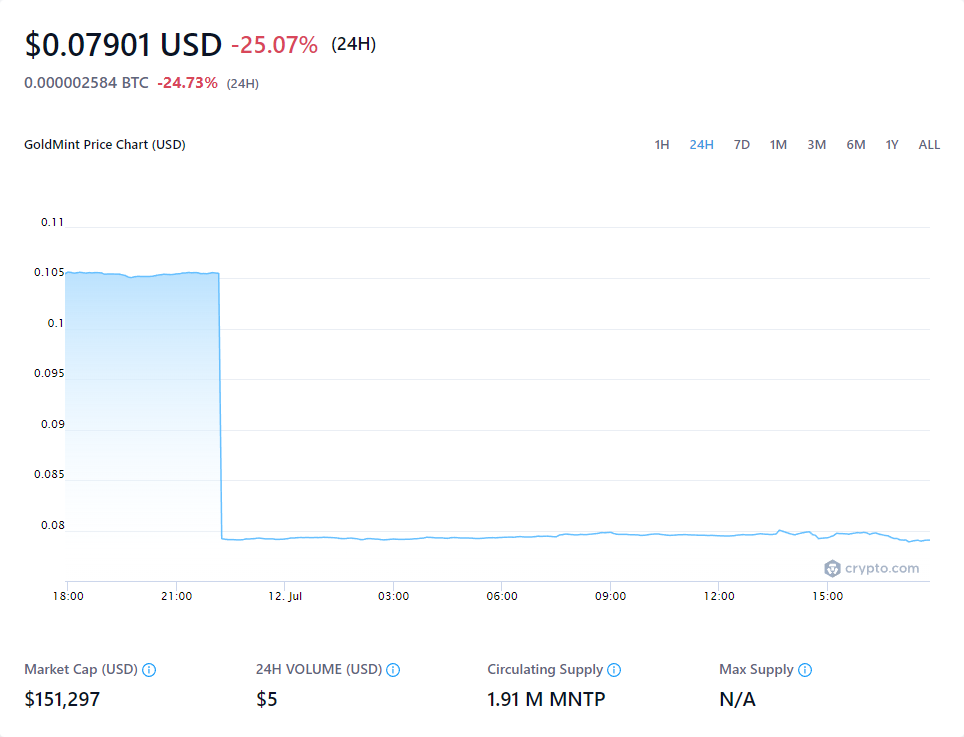 $0.07901 USD -25.07% (24H)
0.000002584 BTC -24.73% (24H)
GoldMint Price Chart (USD) 1H 24H 7D 1M 3M 6M 1Y ALL
0.11
0.105
0.1
0.095
0.09
0.085
0.08
crypto.com
18:00 21:00 12. Jul 03:00 06:00 09:00 12:00 15:00
Market Cap (USD) 24H VOLUME (USD) Circulating Supply Max Supply
$151,297 $5 1.91 M MNTP N/A